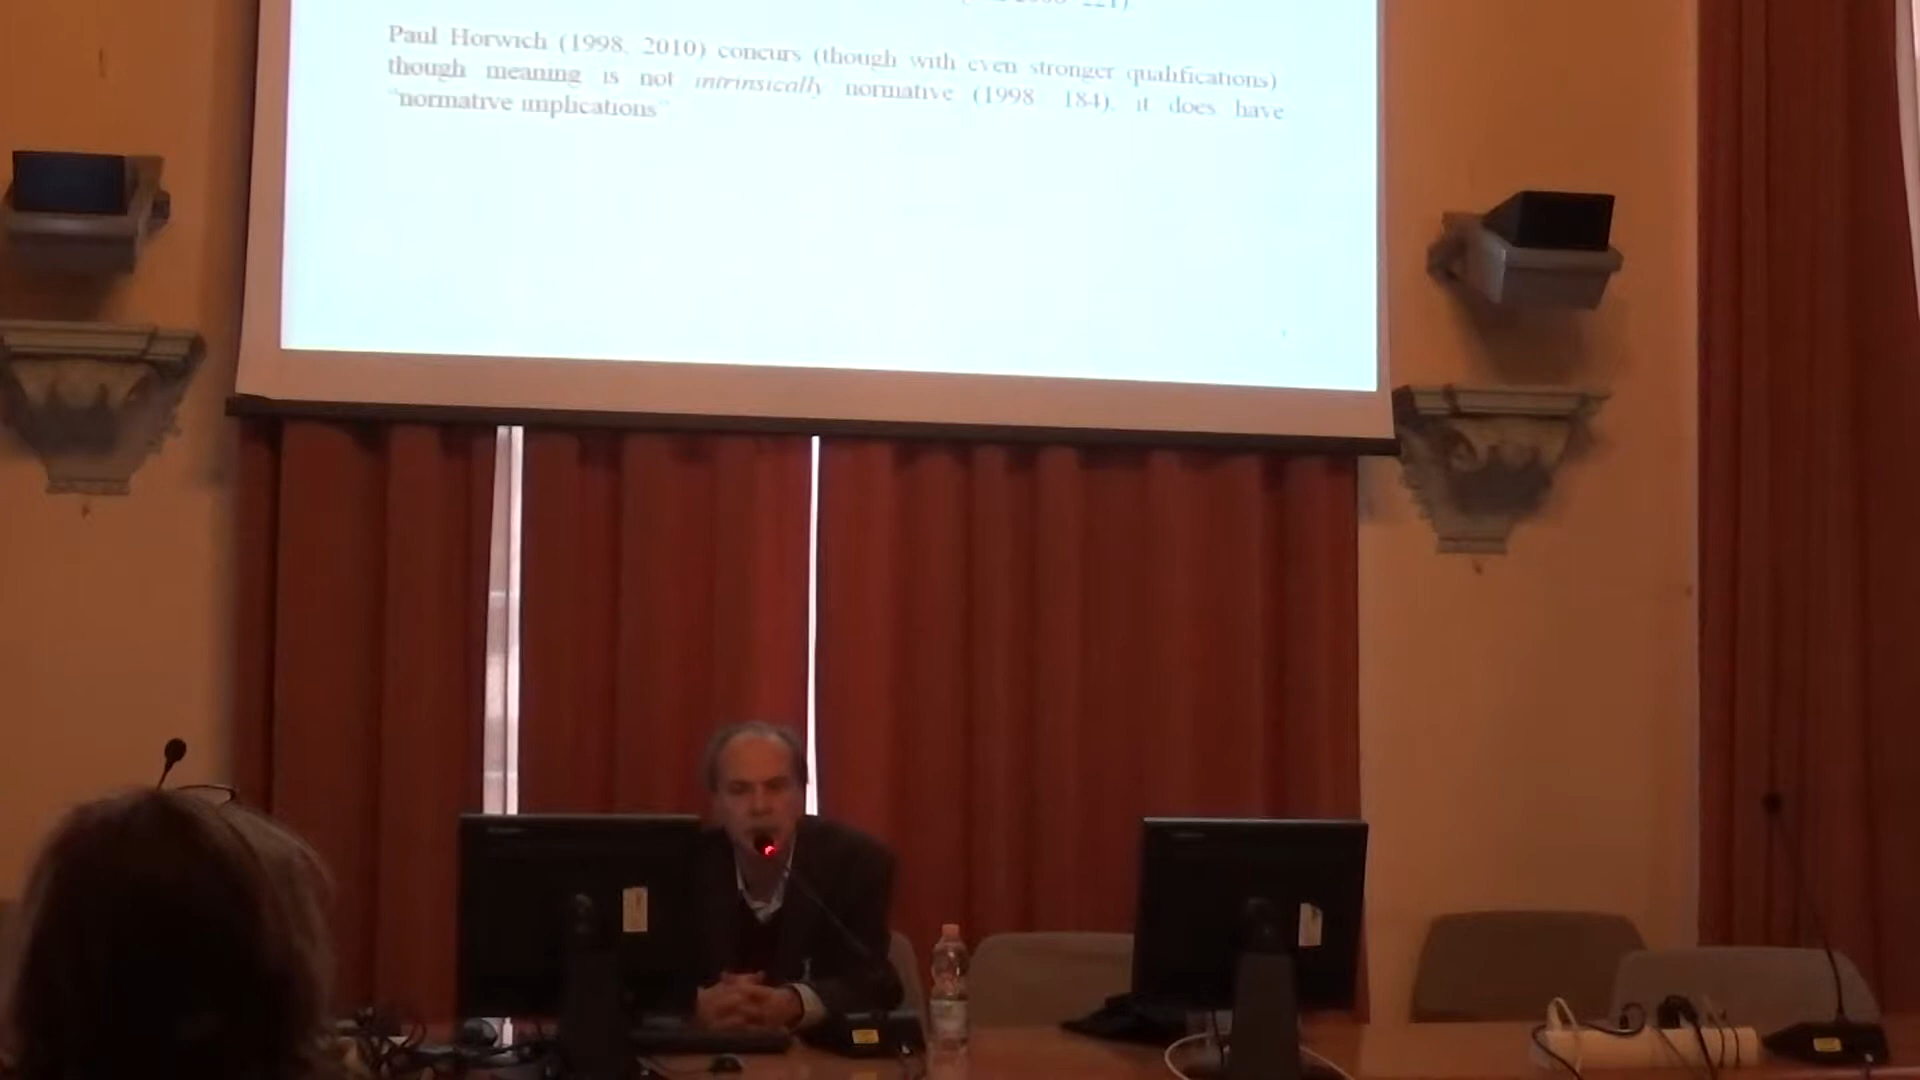 Paul Horwich (1998, 2010) concurs (though with even stronger qualifications)
though meaning is not intrinsically normative (1998 184), it does have
"normative implications"